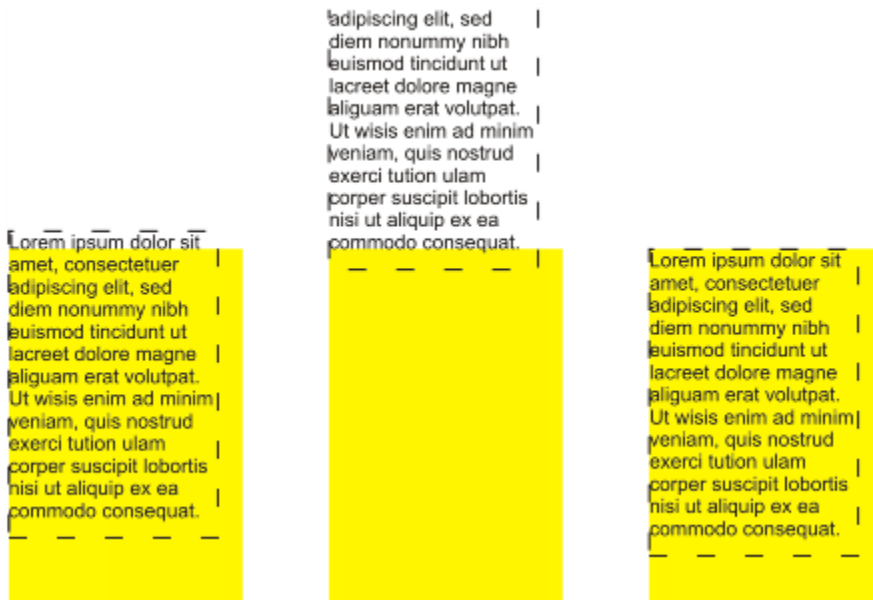 Lorem ipsum dolor sit
amet, consectetuer
adipiscing elit, sed
diem nonummy nibh
euismod tincidunt ut
lacreet dolore magne
aliguam erat volutpat.
Ut wisis enim ad minim
veniam, quis nostrud
exerci tution ulam
corper suscipit lobortis
nisi ut aliquip ex ea
commodo consequat.
adipiscing elit, sed
diem nonummy nibh
euismod tincidunt ut
lacreet dolore magne
aliguam erat volutpat.
Ut wisis enim ad minim
veniam, quis nostrud
exerci tution ulam
corper suscipit lobortis
nisi ut aliquip ex ea
commodo consequat.
Lorem ipsum dolor sit
amet, consectetuer
adipiscing elit, sed
diem nonummy nibh
euismod tincidunt ut
lacreet dolore magne
aliguam erat volutpat.
Ut wisis enim ad minim
veniam, quis nostrud
exerci tution ulam
corper suscipit lobortis
nisi ut aliquip ex ea
commodo consequat.